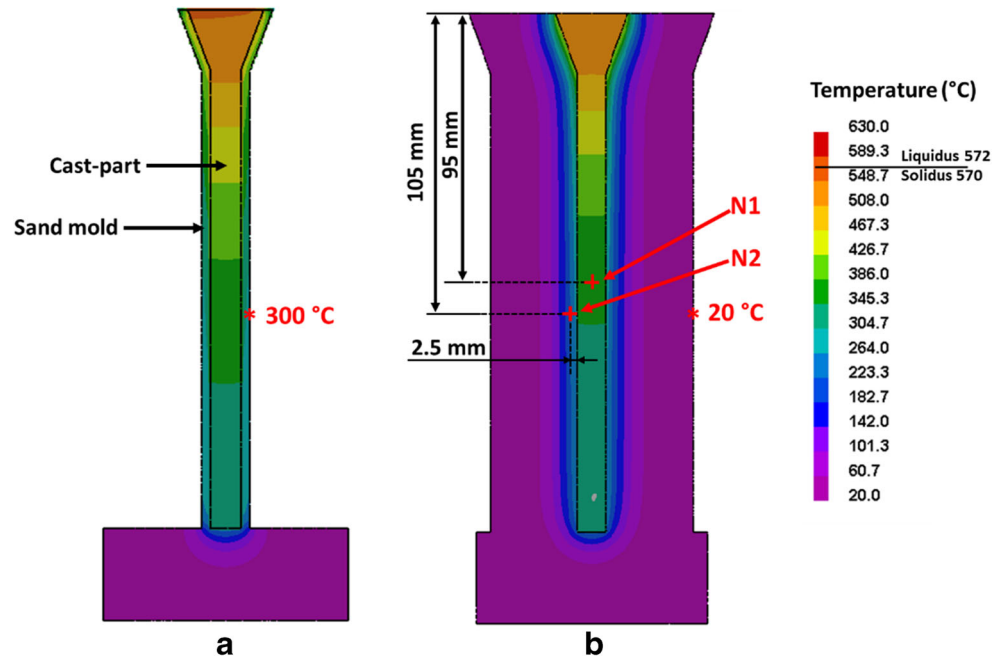 Cast-part
Sand mold
300 °C
a
105 mm
95 mm
N1
N2
20 °C
2.5 mm
b
Temperature (°C)
630.0
589.3
Liquidus 572
548.7
Solidus 570
508.0
467.3
426.7
386.0
345.3
304.7
264.0
223.3
182.7
142.0
101.3
60.7
20.0